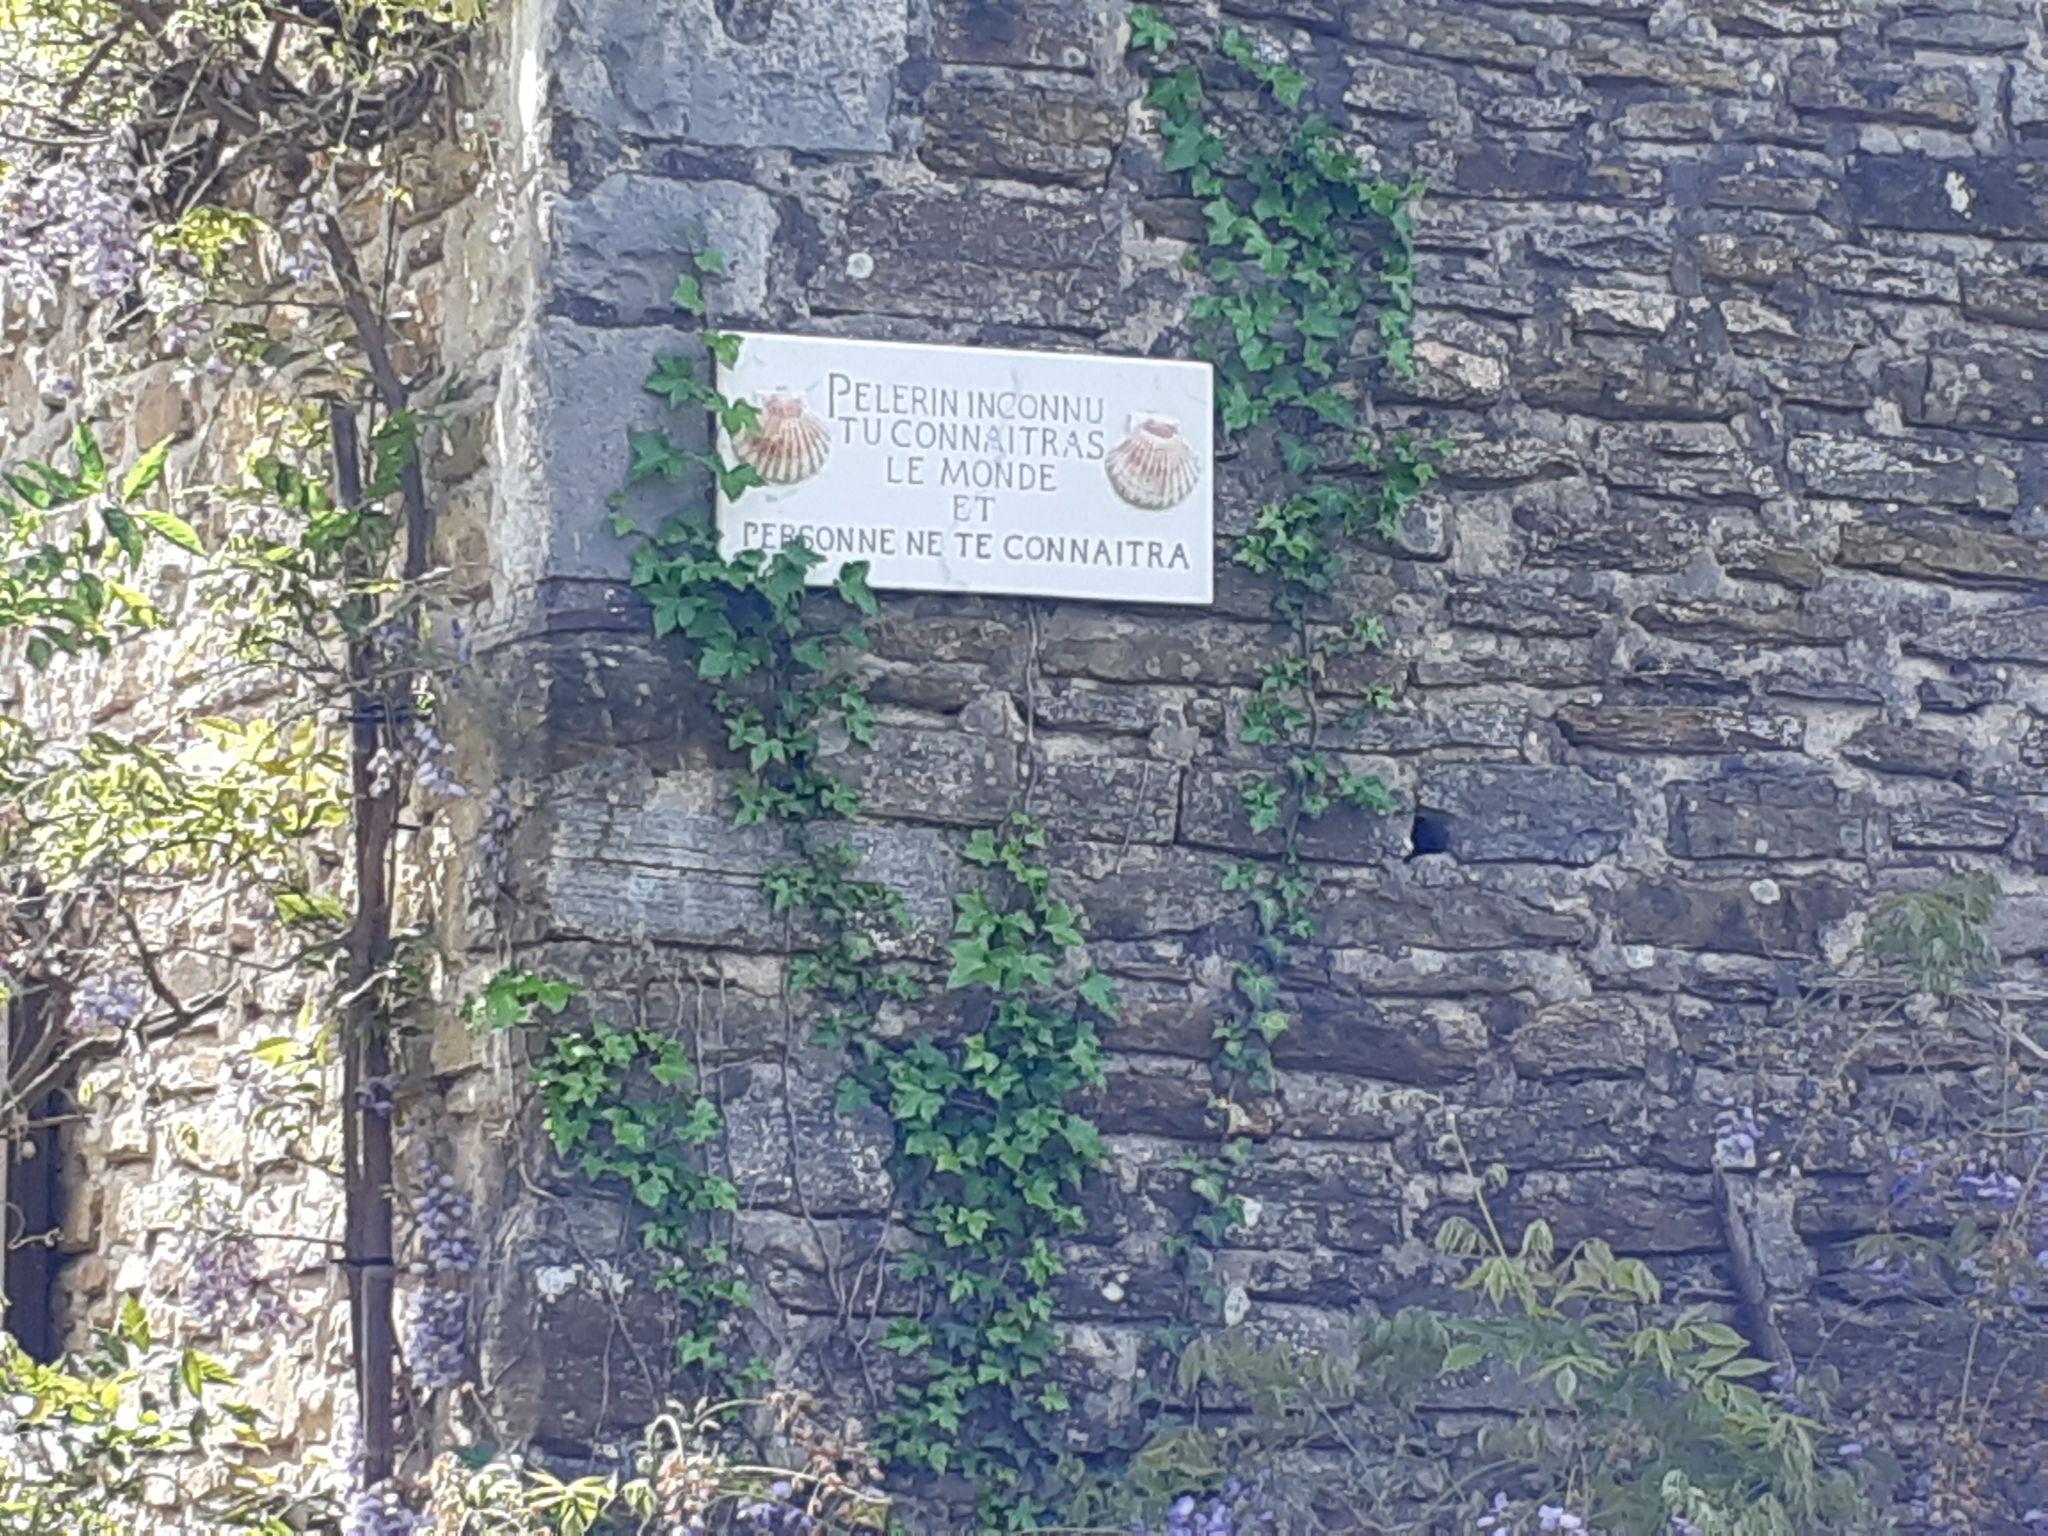 PELERIN INCONNU
TU CONNAITRAS
LE MONDE
ET
PERSONNE NE TE CONNAITRA